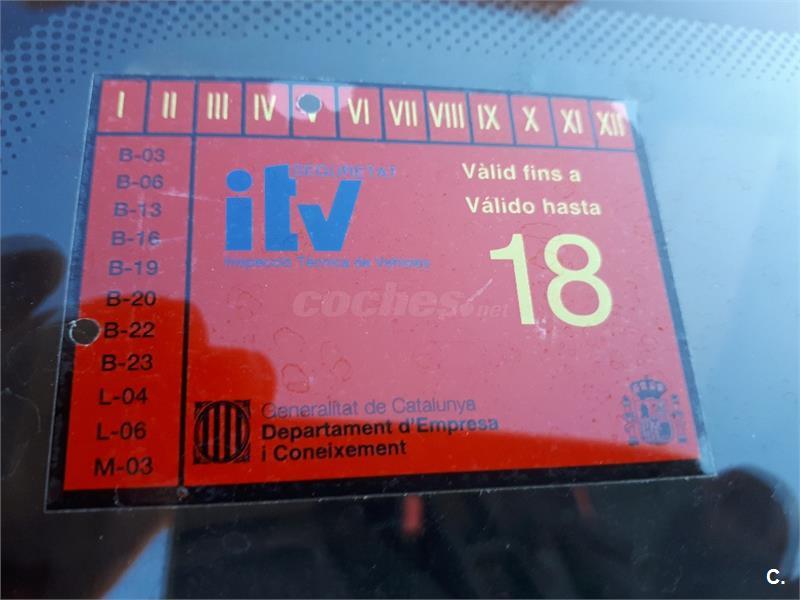 I II III IV V VI VII VIII IX X XI XII
B-03
B-06
B-13
B-16
B-19
B-20
B-22
B-23
L-04
L-06
M-03
SEGURETAT
itv
Inspecció Tècnica de Vehicles
Vàlid fins a
Válido hasta
18
coches.net
Generalitat de Catalunya
Departament d'Empresa
i Coneixement
C.